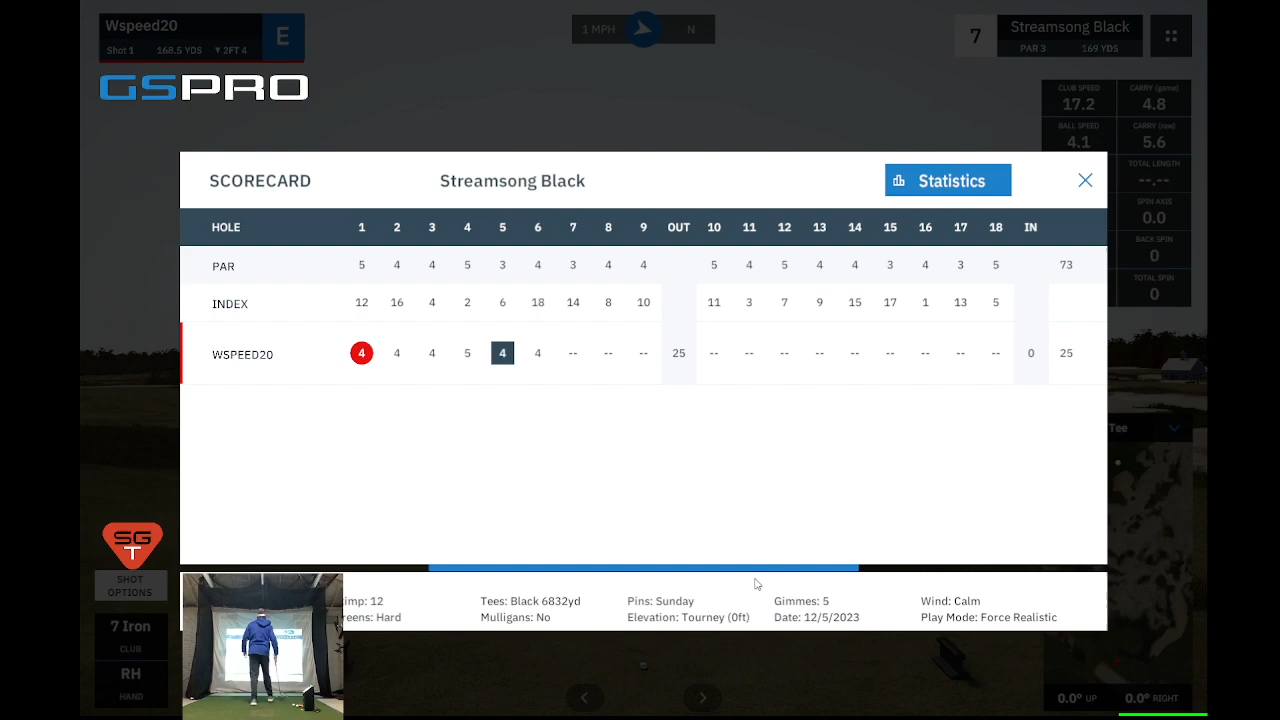 Wspeed20
E
Shot 1 168.5 YDS ▼2FT 4
GSPRO
1 MPH N
7
Streamsong Black
PAR 3 169 YDS
CLUB SPEED CARRY (game)
17.2 4.8
BALL SPEED CARRY (raw)
4.1 5.6
TOTAL LENGTH
--.--
SPIN AXIS
0.0
BACK SPIN
0
TOTAL SPIN
0
SCORECARD Streamsong Black Statistics
HOLE 1 2 3 4 5 6 7 8 9 OUT 10 11 12 13 14 15 16 17 18 IN
PAR 5 4 4 5 3 4 3 4 4 5 4 5 4 4 3 4 3 5 73
INDEX 12 16 4 2 6 18 14 8 10 11 3 7 9 15 17 1 13 5
WSPEED20 4 4 4 5 4 4 -- -- -- 25 -- -- -- -- -- -- -- -- -- 0 25
Tee
SGT
SHOT
OPTIONS
imp: 12 Tees: Black 6832yd Pins: Sunday Gimmes: 5 Wind: Calm
reens: Hard Mulligans: No Elevation: Tourney (0ft) Date: 12/5/2023 Play Mode: Force Realistic
7 Iron
CLUB
RH
HAND
0.0° UP 0.0° RIGHT